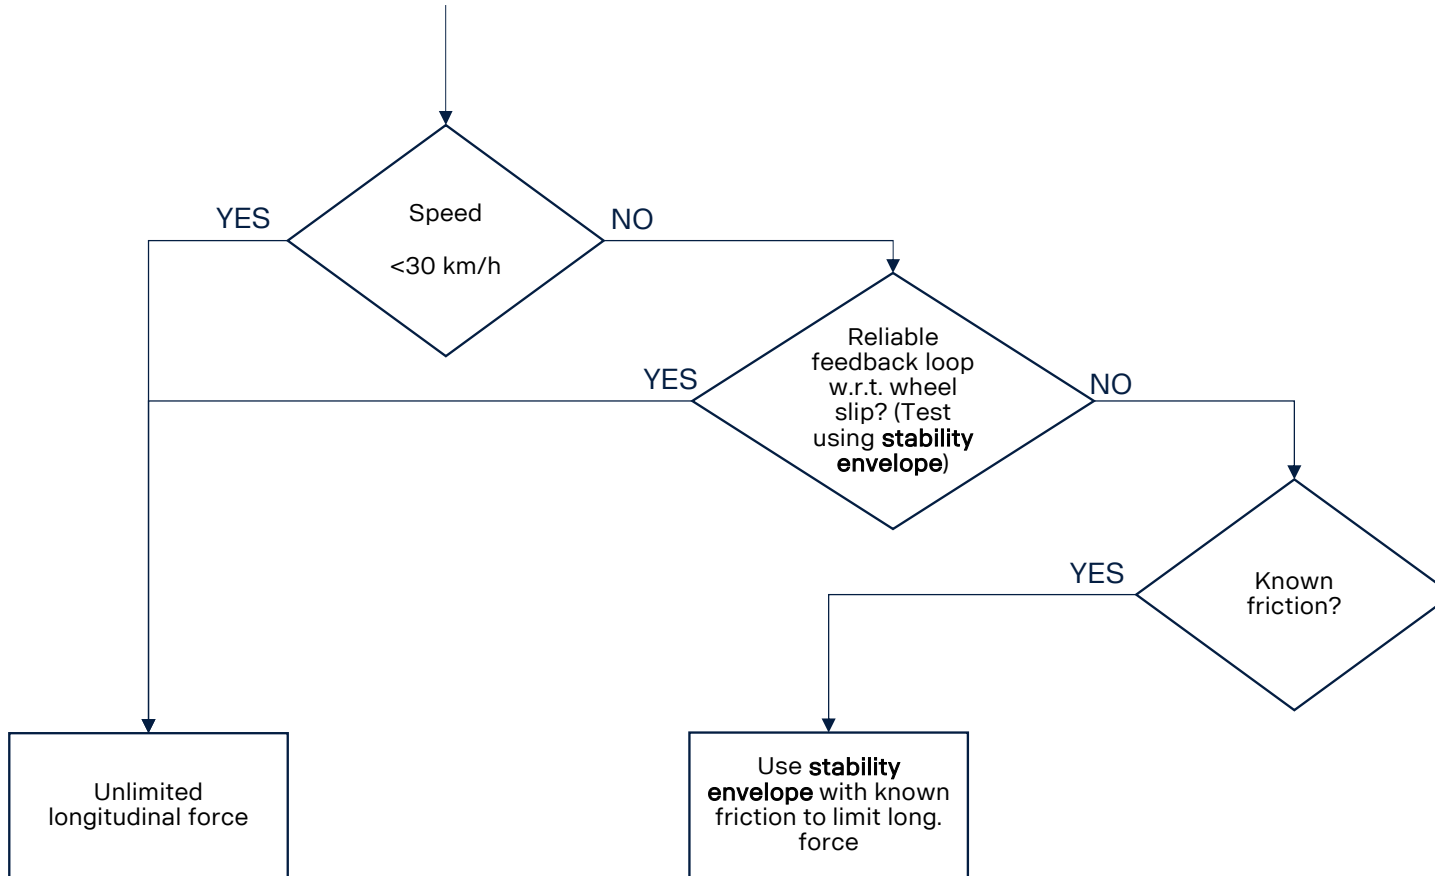 Speed
<30 km/h
YES
NO
Reliable
feedback loop
w.r.t. wheel
slip? (Test
using stability
envelope)
YES
NO
Known
friction?
YES
Unlimited
longitudinal force
Use stability
envelope with known
friction to limit long.
force